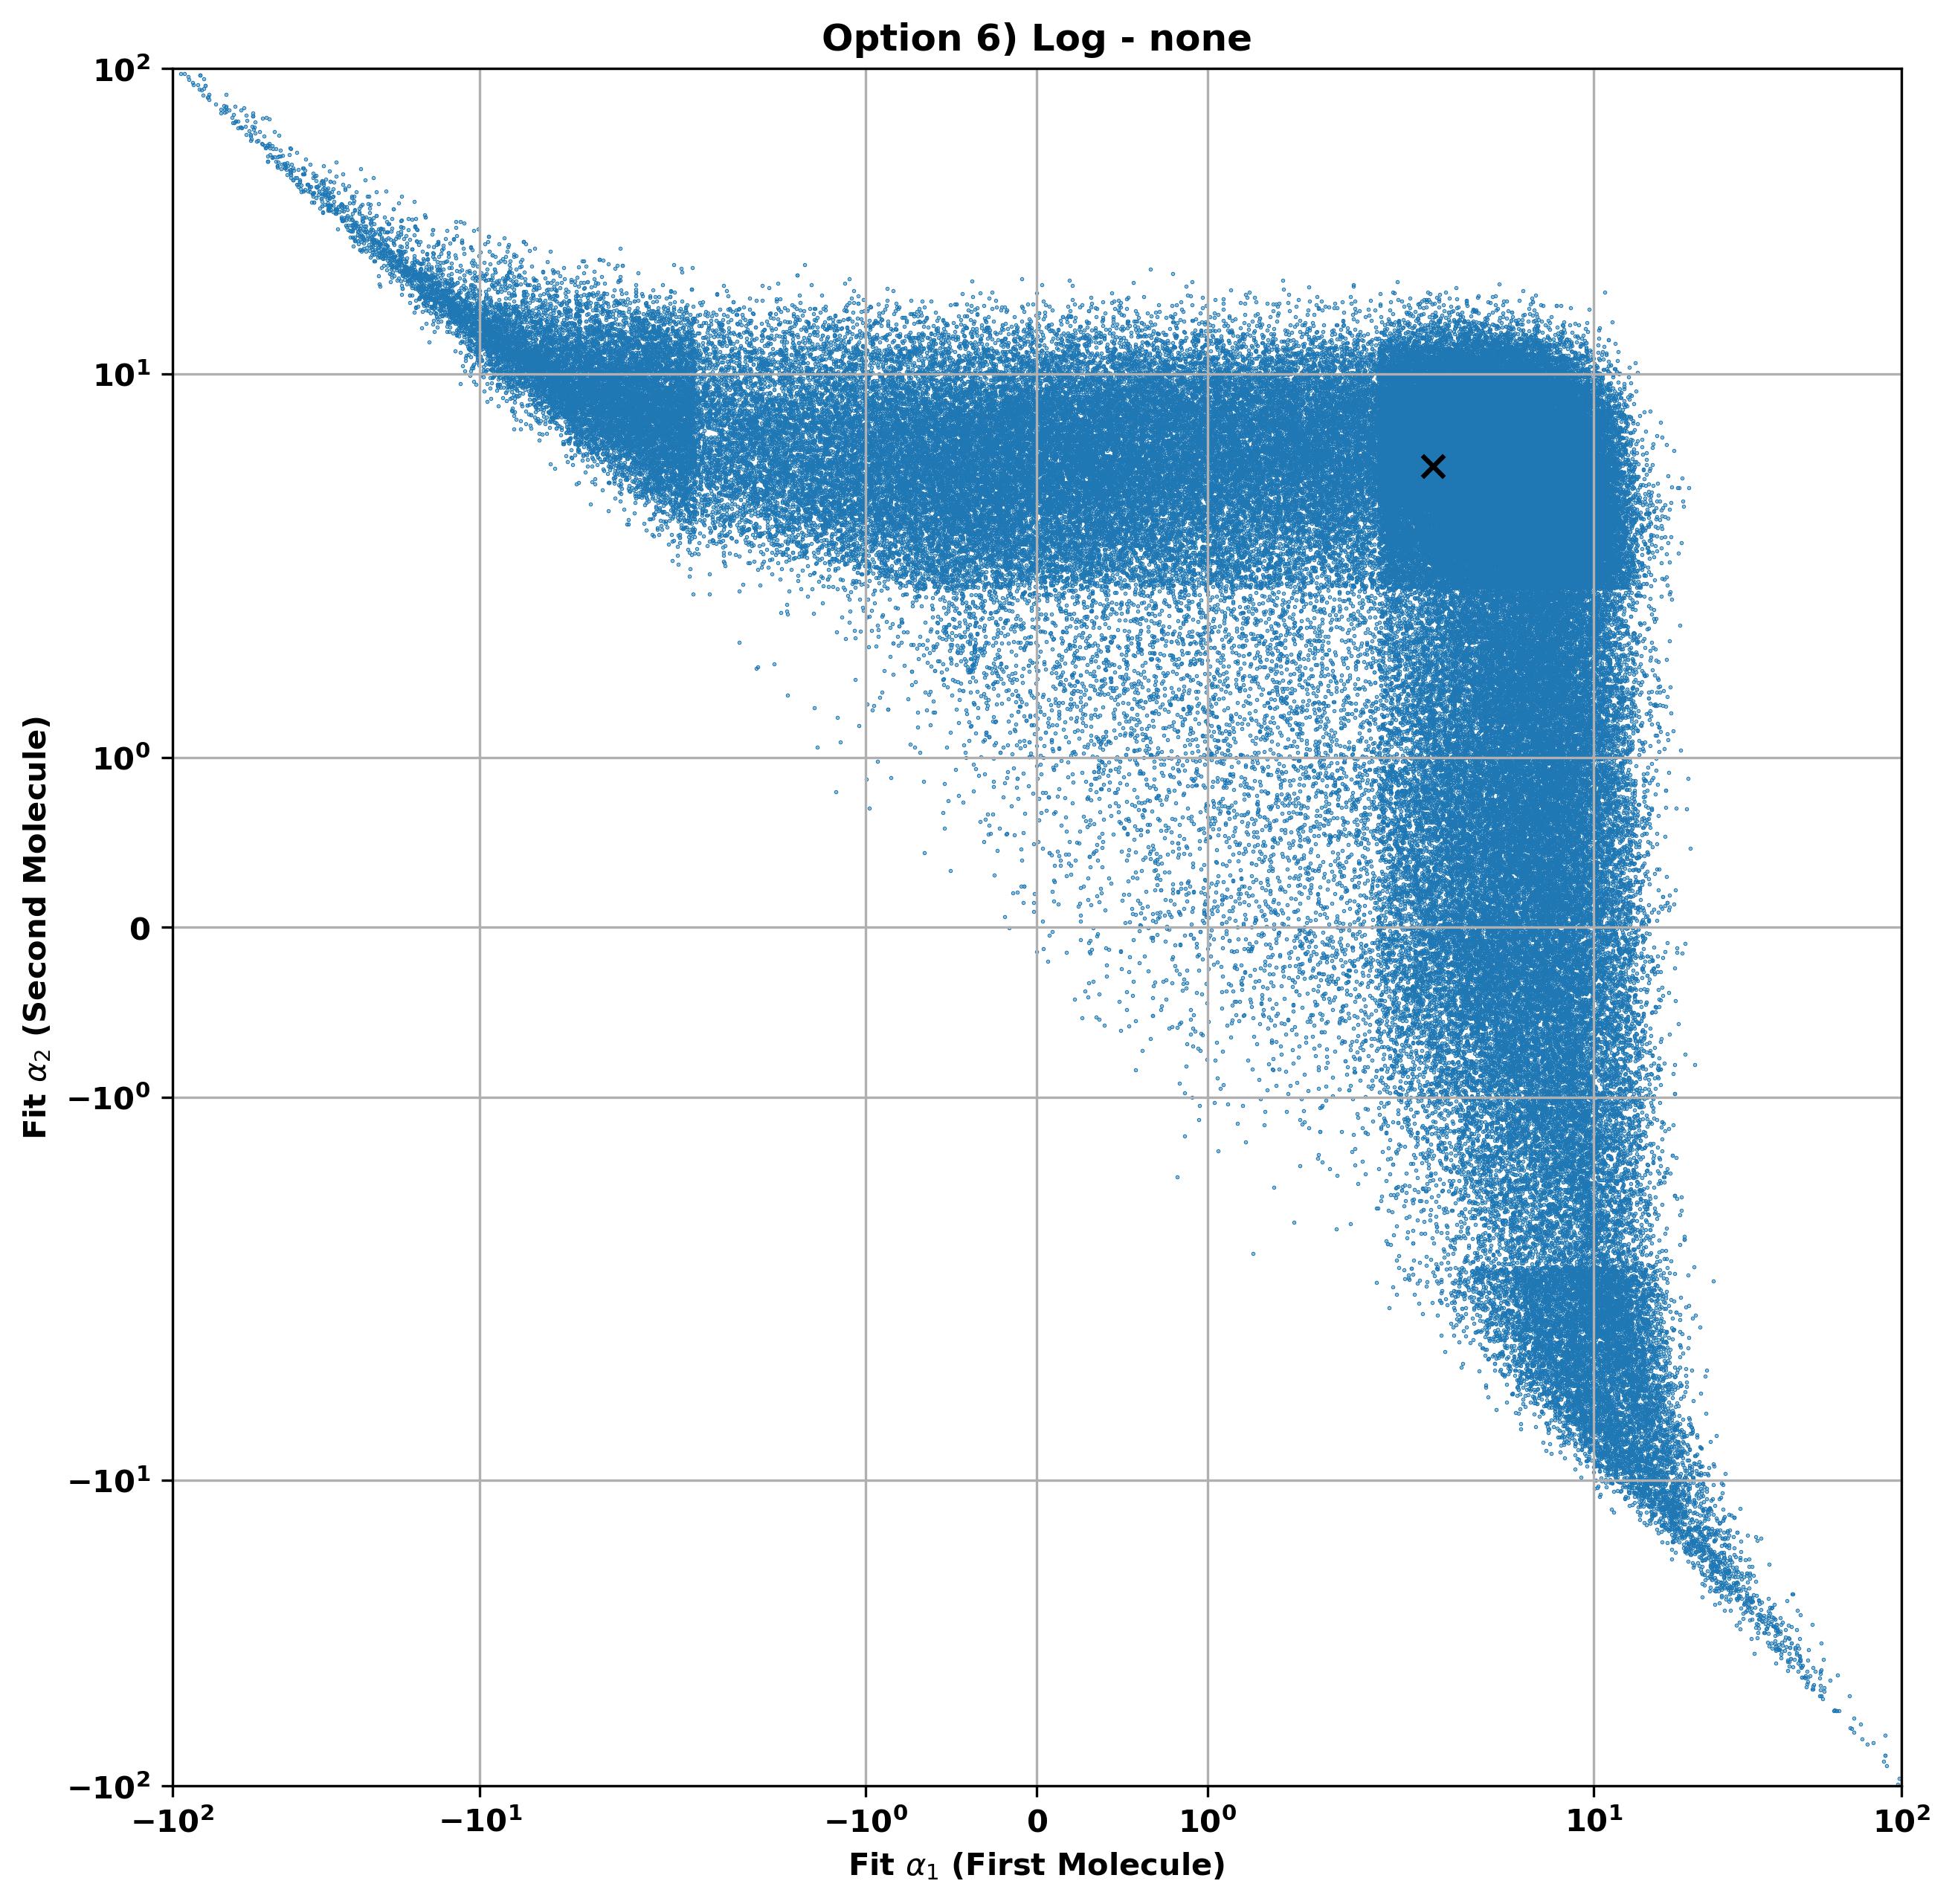 Option 6) Log - none
10²
10¹
10⁰
0
−10⁰
−10¹
−10²
Fit α₂ (Second Molecule)
−10² −10¹ −10⁰ 0 10⁰ 10¹ 10²
Fit α₁ (First Molecule)